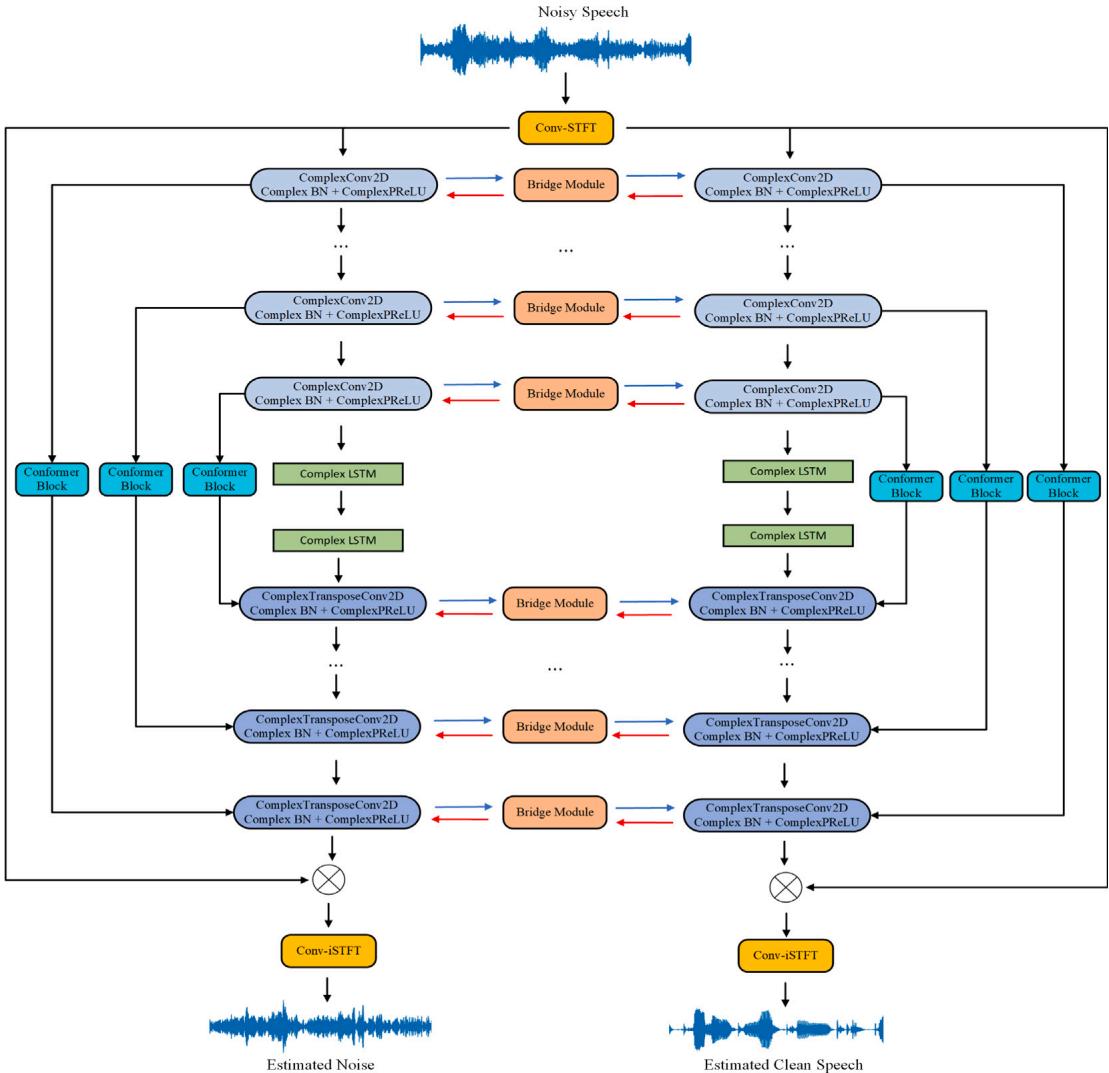 Noisy Speech
Conv-STFT
ComplexConv2D
Complex BN + ComplexPReLU
Bridge Module
ComplexConv2D
Complex BN + ComplexPReLU
...
...
...
ComplexConv2D
Complex BN + ComplexPReLU
Bridge Module
ComplexConv2D
Complex BN + ComplexPReLU
ComplexConv2D
Complex BN + ComplexPReLU
Bridge Module
ComplexConv2D
Complex BN + ComplexPReLU
Conformer
Block
Conformer
Block
Conformer
Block
Complex LSTM
Complex LSTM
Conformer
Block
Conformer
Block
Conformer
Block
Complex LSTM
Complex LSTM
ComplexTransposeConv2D
Complex BN + ComplexPReLU
Bridge Module
ComplexTransposeConv2D
Complex BN + ComplexPReLU
...
...
...
ComplexTransposeConv2D
Complex BN + ComplexPReLU
Bridge Module
ComplexTransposeConv2D
Complex BN + ComplexPReLU
ComplexTransposeConv2D
Complex BN + ComplexPReLU
Bridge Module
ComplexTransposeConv2D
Complex BN + ComplexPReLU
Conv-iSTFT
Conv-iSTFT
Estimated Noise
Estimated Clean Speech